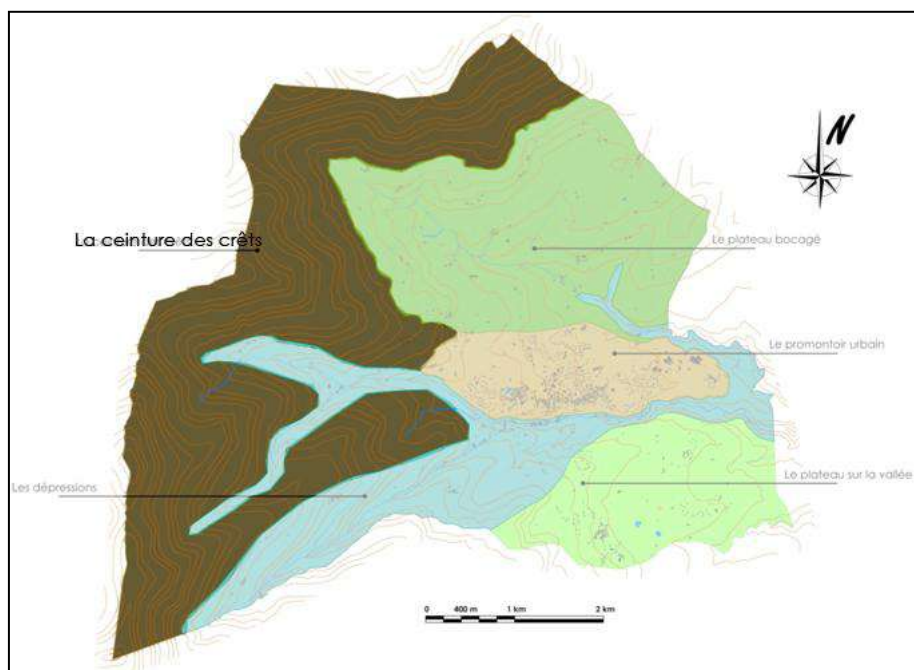 N
La ceinture des crêts
Le plateau bocagé
Le promontoir urbain
Les dépressions
Le plateau sur la vallée
0 400 m 1 km 2 km